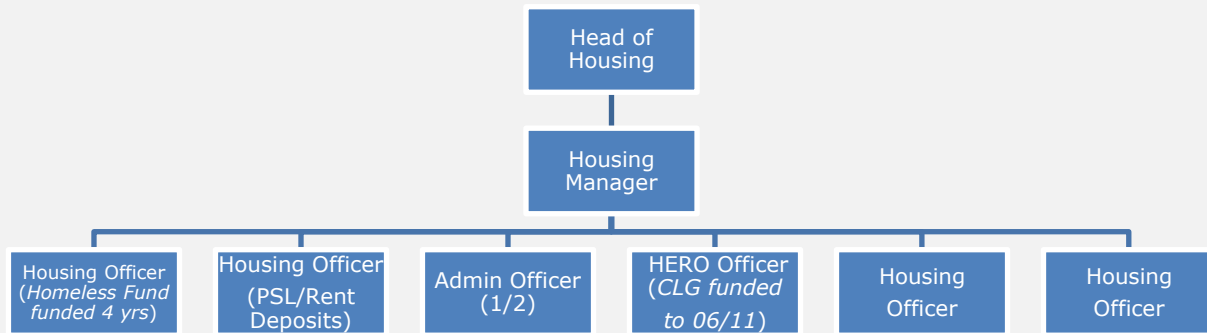 Head of
Housing
Housing
Manager
Housing Officer
(Homeless Fund
funded 4 yrs)
Housing Officer
(PSL/Rent
Deposits)
Admin Officer
(1/2)
HERO Officer
(CLG funded
to 06/11)
Housing
Officer
Housing
Officer